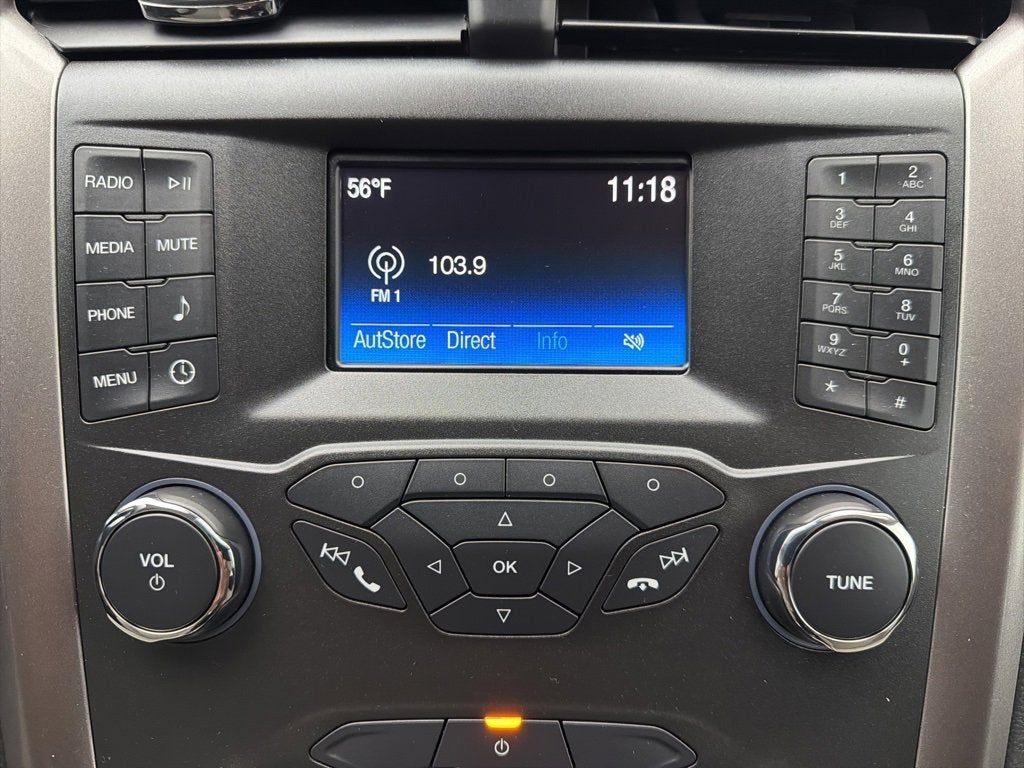 56°F
11:18
103.9
FM 1
AutStore Direct Info
RADIO
MEDIA MUTE
PHONE
MENU
1 2 ABC
3 DEF 4 GHI
5 JKL 6 MNO
7 PQRS 8 TUV
9 WXYZ 0 +
* #
VOL
OK
TUNE